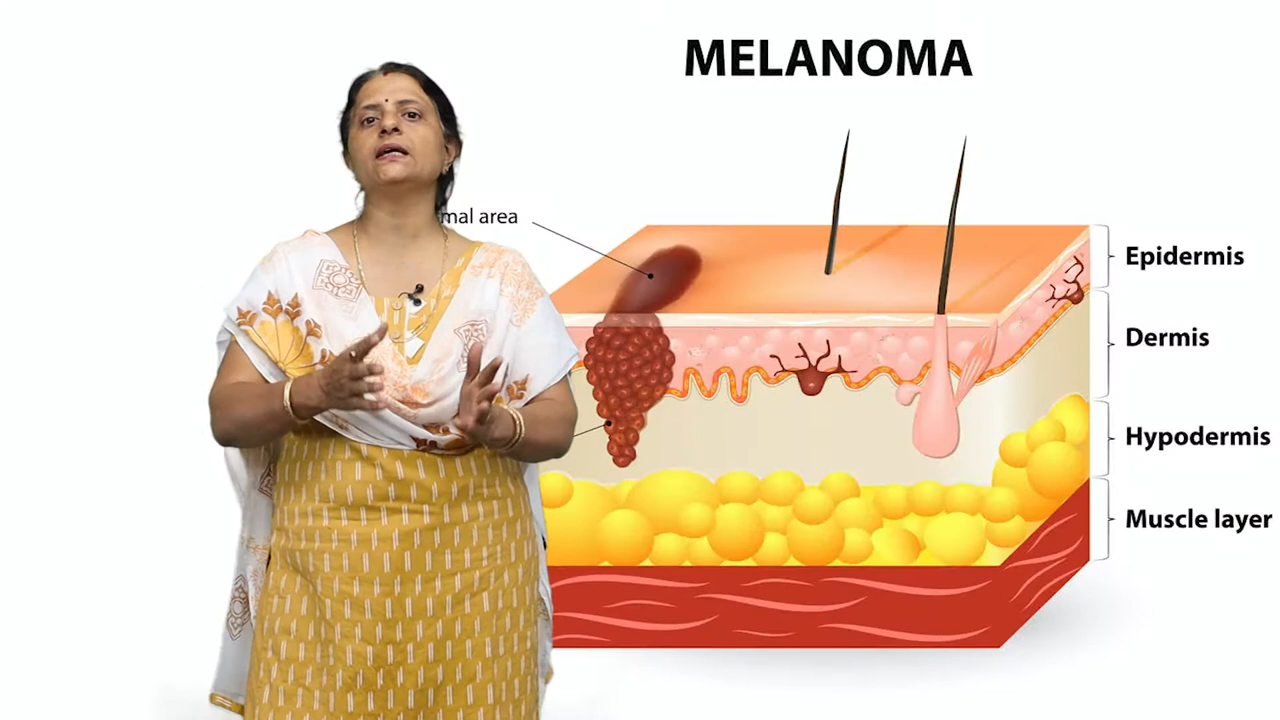 MELANOMA
mal area
Epidermis
Dermis
Hypodermis
Muscle layer